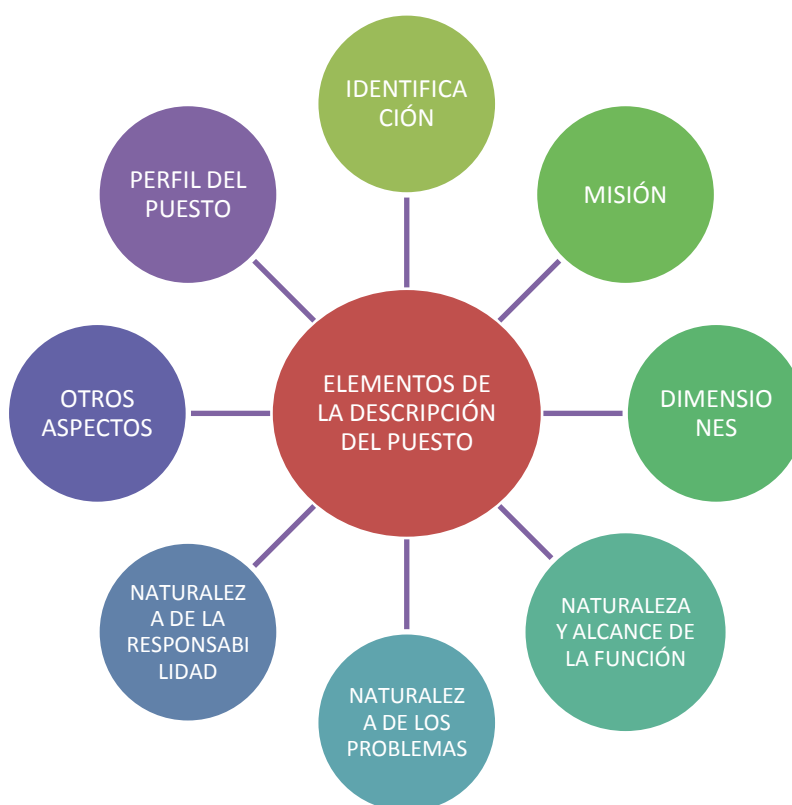 IDENTIFICA
CIÓN
MISIÓN
DIMENSIO
NES
NATURALEZA
Y ALCANCE DE
LA FUNCIÓN
NATURALEZ
A DE LOS
PROBLEMAS
NATURALEZ
A DE LA
RESPONSABI
LIDAD
OTROS
ASPECTOS
PERFIL DEL
PUESTO
ELEMENTOS DE
LA DESCRIPCIÓN
DEL PUESTO